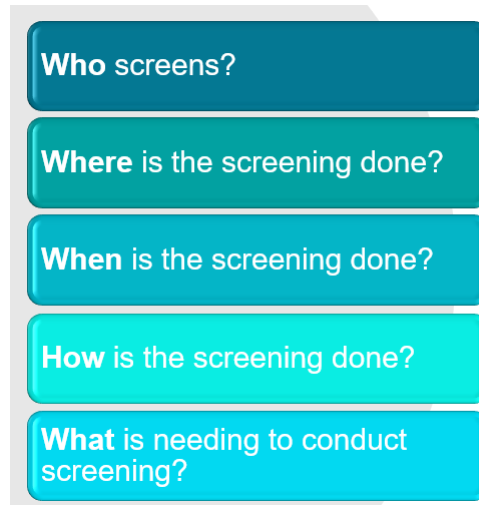 Who screens?
Where is the screening done?
When is the screening done?
How is the screening done?
What is needing to conduct
screening?